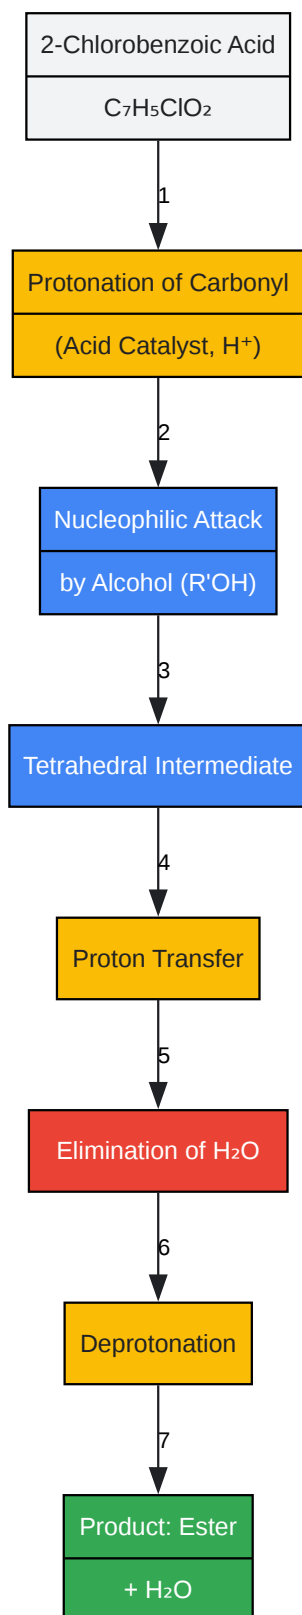 2-Chlorobenzoic Acid
C₇H₅ClO₂
1
Protonation of Carbonyl
(Acid Catalyst, H⁺)
2
Nucleophilic Attack
by Alcohol (R'OH)
3
Tetrahedral Intermediate
4
Proton Transfer
5
Elimination of H₂O
6
Deprotonation
7
Product: Ester
+ H₂O